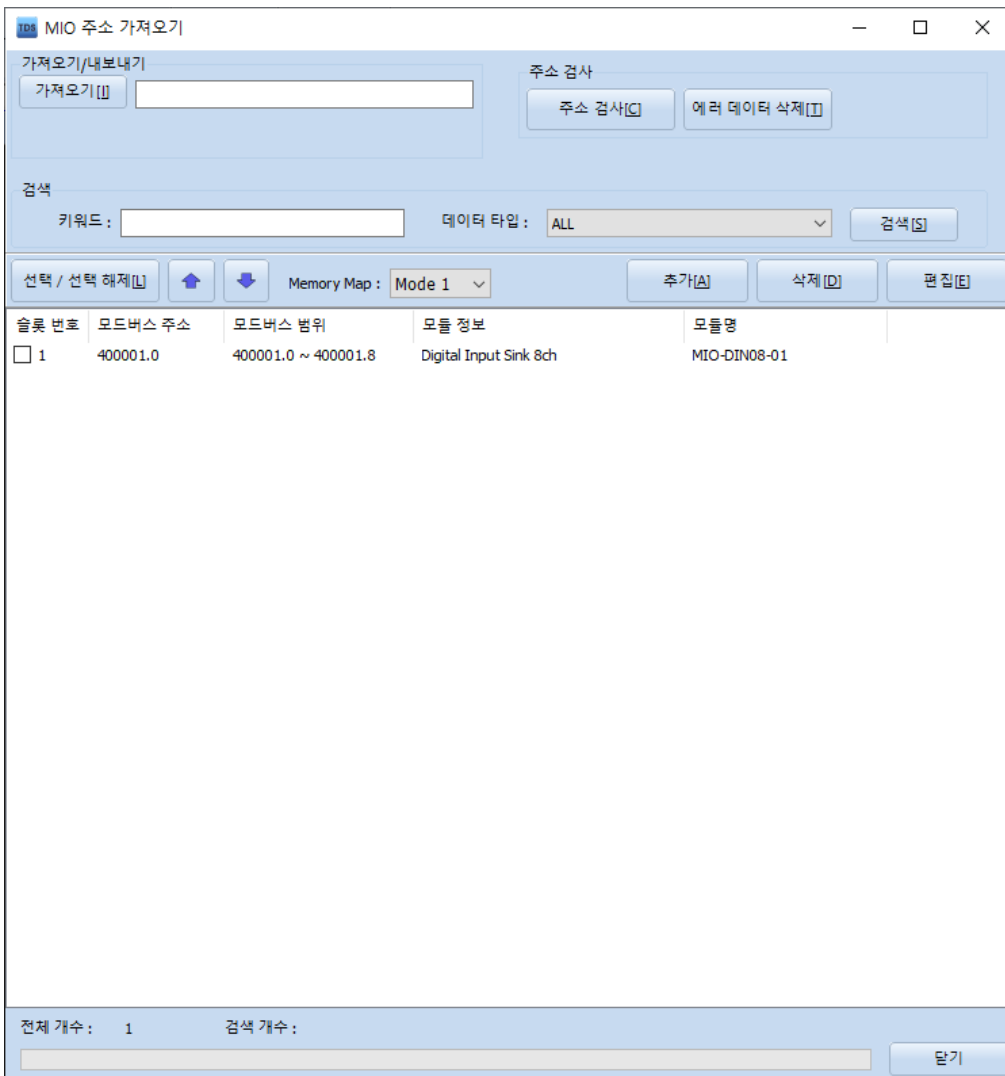 TDS MIO 주소 가져오기
가져오기/내보내기
가져오기[I]
주소 검사
주소 검사[C] 에러 데이터 삭제[T]
검색
키워드 : 데이터 타입 : ALL 검색[S]
선택 / 선택 해제[L] Memory Map : Mode 1 추가[A] 삭제[D] 편집[E]
슬롯 번호 모드버스 주소 모드버스 범위 모듈 정보 모듈명
1 400001.0 400001.0 ~ 400001.8 Digital Input Sink 8ch MIO-DIN08-01
전체 개수 : 1 검색 개수 :
닫기